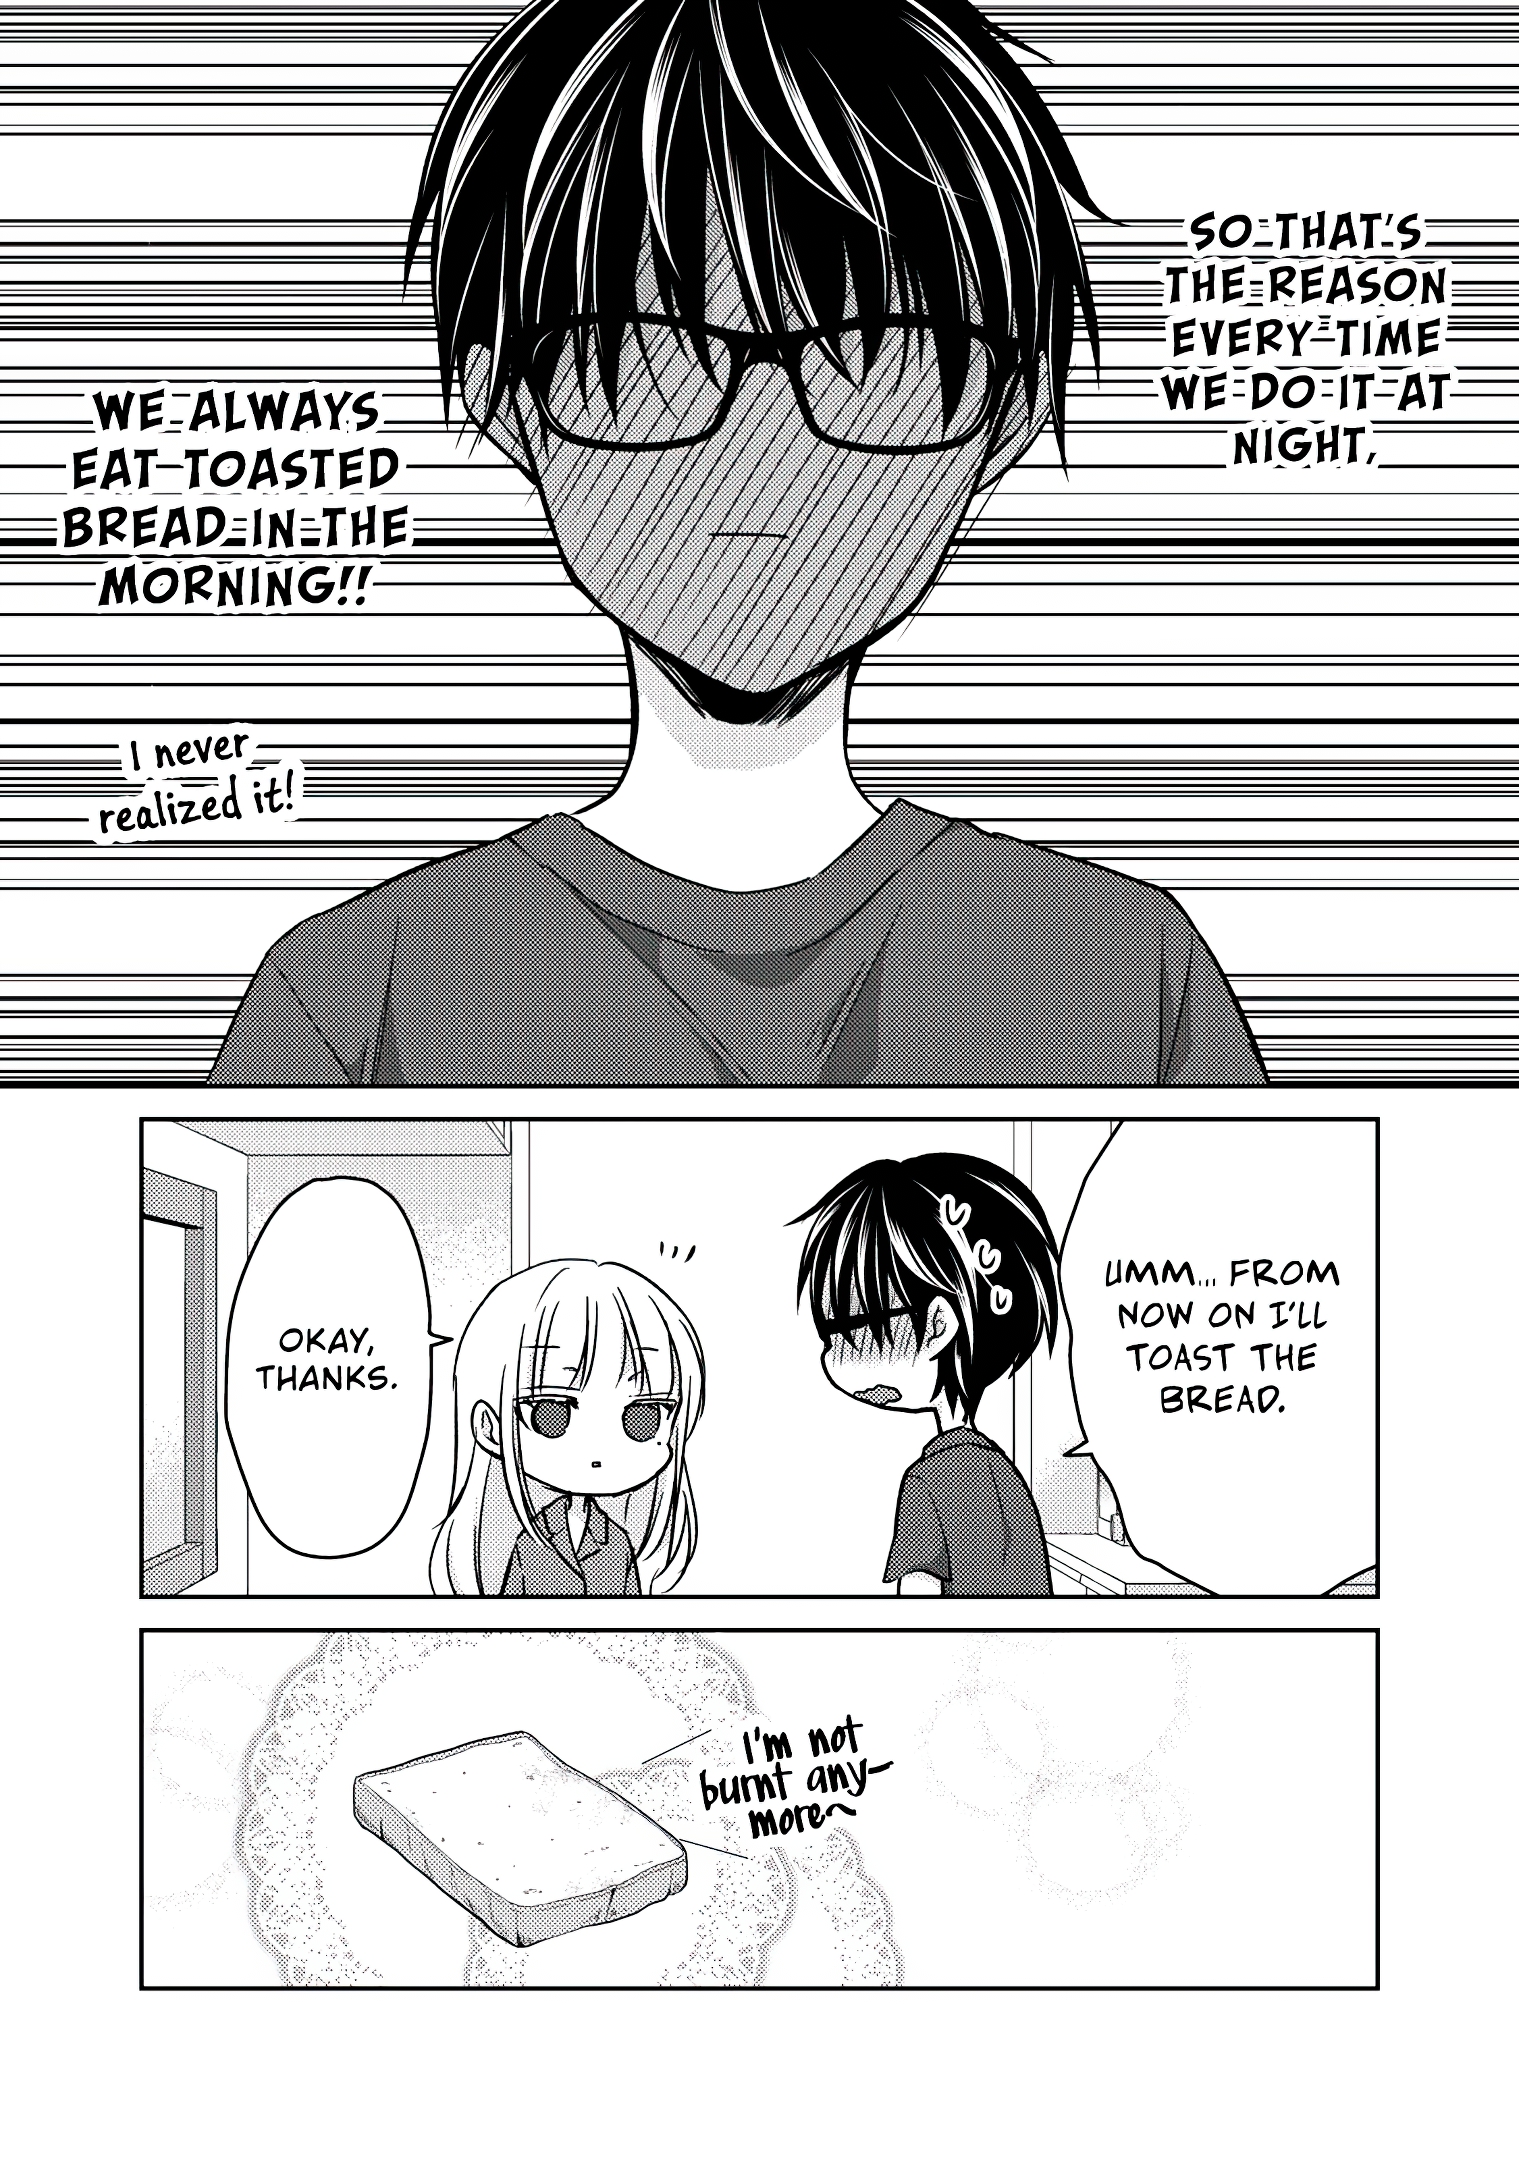 SO THAT'S
THE REASON
EVERY TIME
WE DO IT AT
NIGHT,
WE ALWAYS
EAT TOASTED
BREAD IN THE
MORNING!!
I never
realized it!
UMM... FROM
NOW ON I'LL
TOAST THE
BREAD.
OKAY,
THANKS.
I'm not
burnt any-
more~